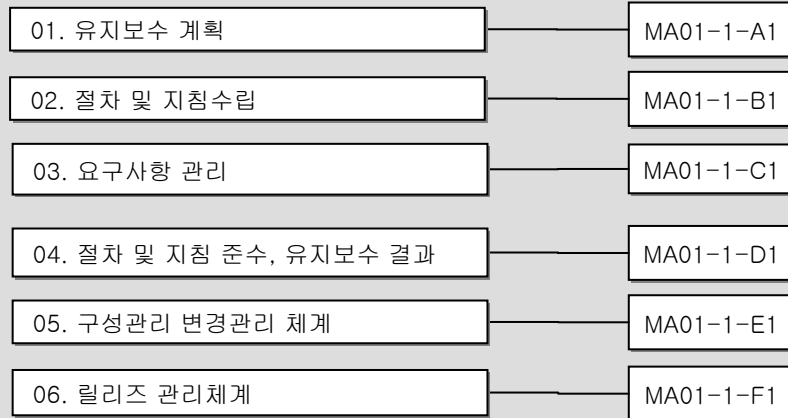 01. 유지보수 계획
MA01-1-A1
02. 절차 및 지침수립
MA01-1-B1
03. 요구사항 관리
MA01-1-C1
04. 절차 및 지침 준수, 유지보수 결과
MA01-1-D1
05. 구성관리 변경관리 체계
MA01-1-E1
06. 릴리즈 관리체계
MA01-1-F1